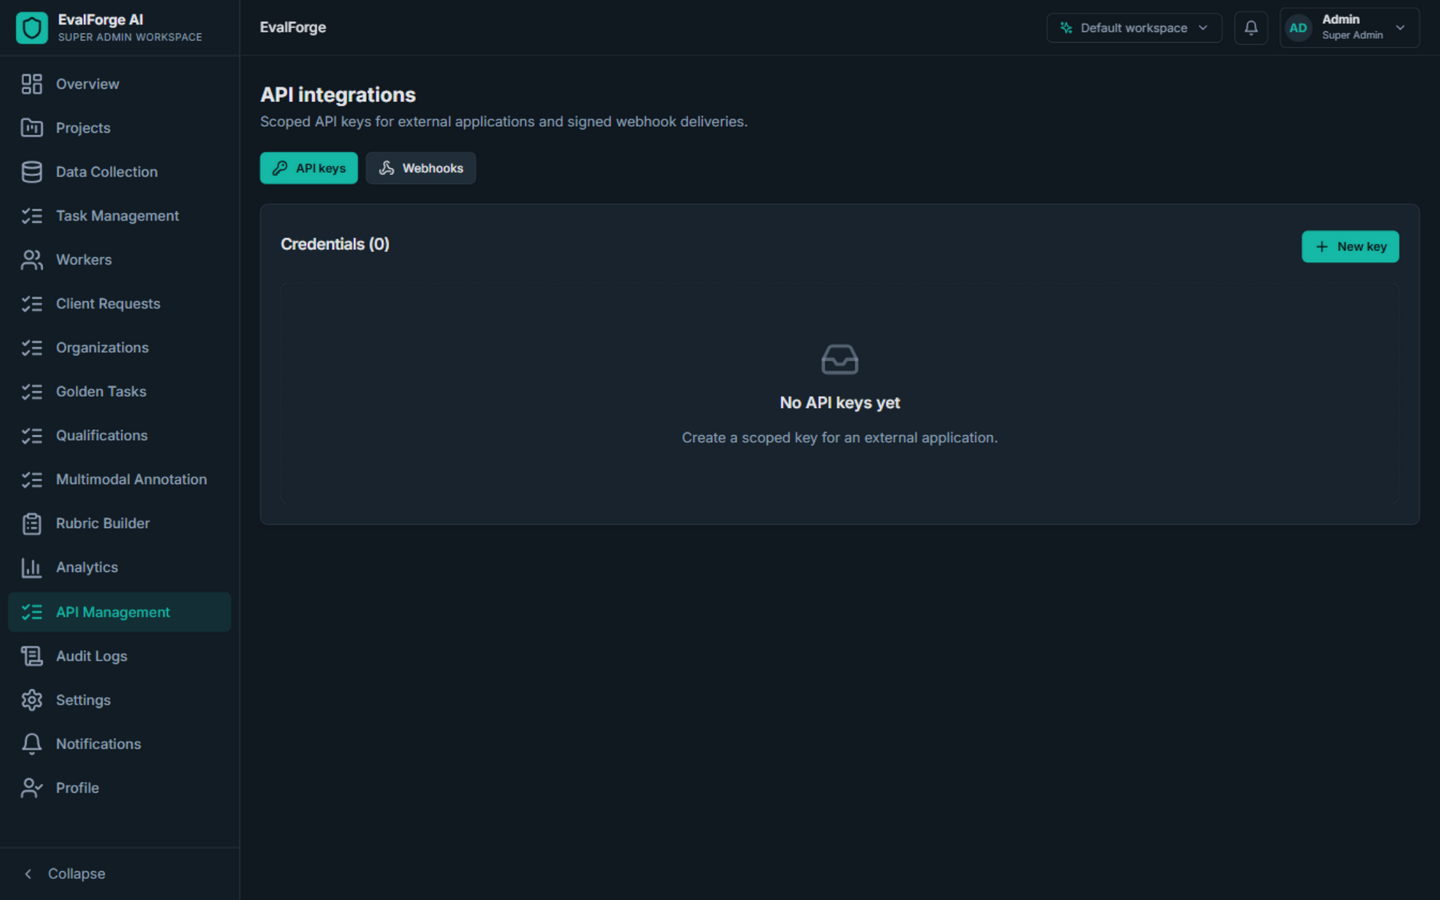 EvalForge AI
SUPER ADMIN WORKSPACE
EvalForge
Default workspace
AD
Admin
Super Admin
Overview
Projects
Data Collection
Task Management
Workers
Client Requests
Organizations
Golden Tasks
Qualifications
Multimodal Annotation
Rubric Builder
Analytics
API Management
Audit Logs
Settings
Notifications
Profile
Collapse
API integrations
Scoped API keys for external applications and signed webhook deliveries.
API keys
Webhooks
Credentials (0)
New key
No API keys yet
Create a scoped key for an external application.